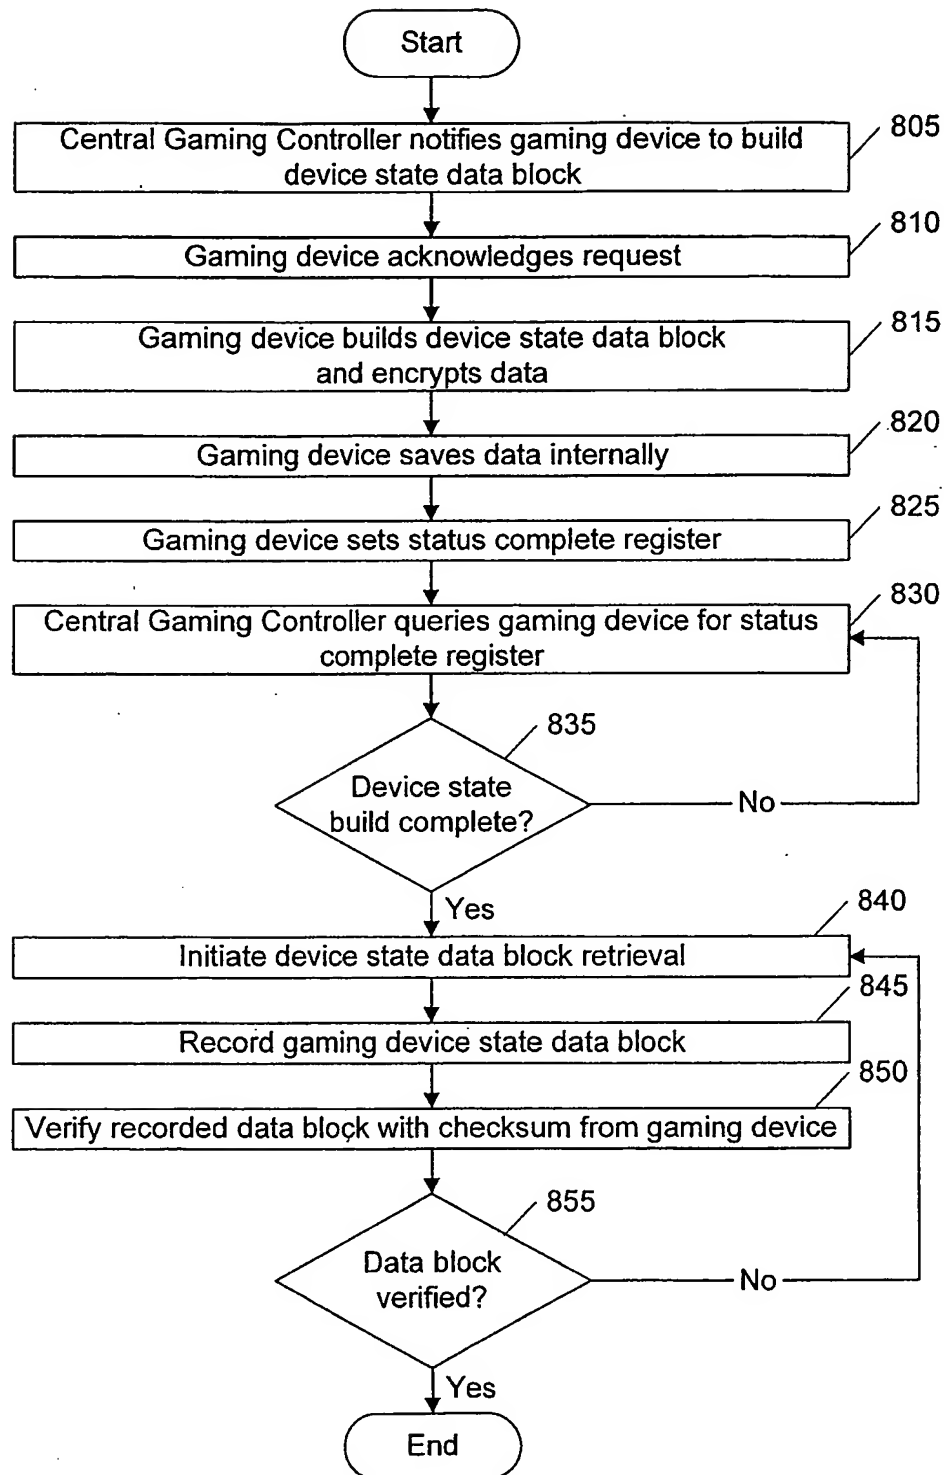 Start
805
Central Gaming Controller notifies gaming device to build
device state data block
810
Gaming device acknowledges request
815
Gaming device builds device state data block
and encrypts data
820
Gaming device saves data internally
825
Gaming device sets status complete register
830
Central Gaming Controller queries gaming device for status
complete register
835
Device state
build complete?
No
Yes
840
Initiate device state data block retrieval
845
Record gaming device state data block
850
Verify recorded data block with checksum from gaming device
855
Data block
verified?
No
Yes
End